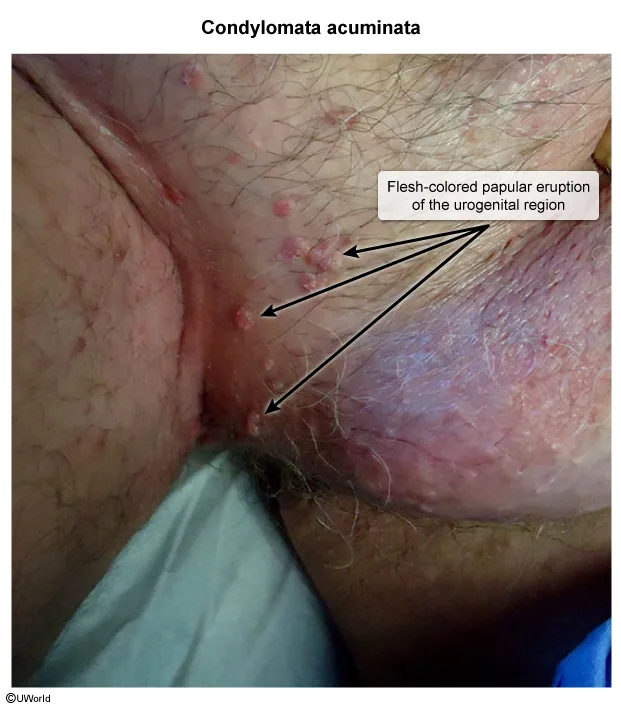 Condylomata acuminata
Flesh-colored papular eruption
of the urogenital region
©UWorld